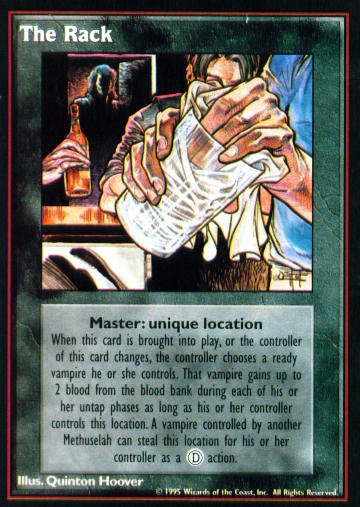 The Rack
Master: unique location
When this card is brought into play, or the controller
of this card changes, the controller chooses a ready
vampire he or she controls. That vampire gains up to
2 blood from the blood bank during each of his or
her untap phases as long as his or her controller
controls this location. A vampire controlled by another
Methuselah can steal this location for his or her
controller as a Ⓓ action.
Illus. Quinton Hoover
© 1995 Wizards of the Coast, Inc. All Rights Reserved.